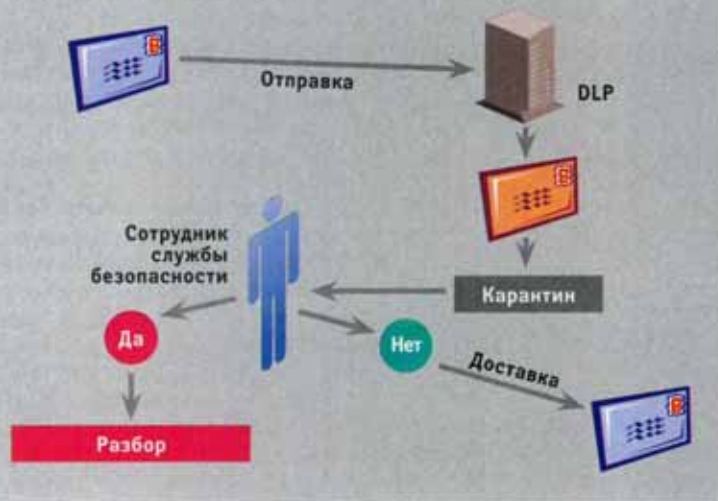 Отправка
DLP
Сотрудник
службы
безопасности
Карантин
Да
Нет
Доставка
Разбор